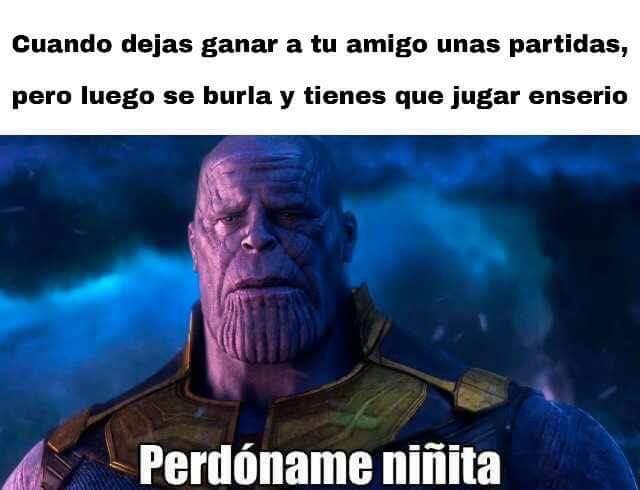 Cuando dejas ganar a tu amigo unas partidas,
pero luego se burla y tienes que jugar enserio
Perdóname niñita